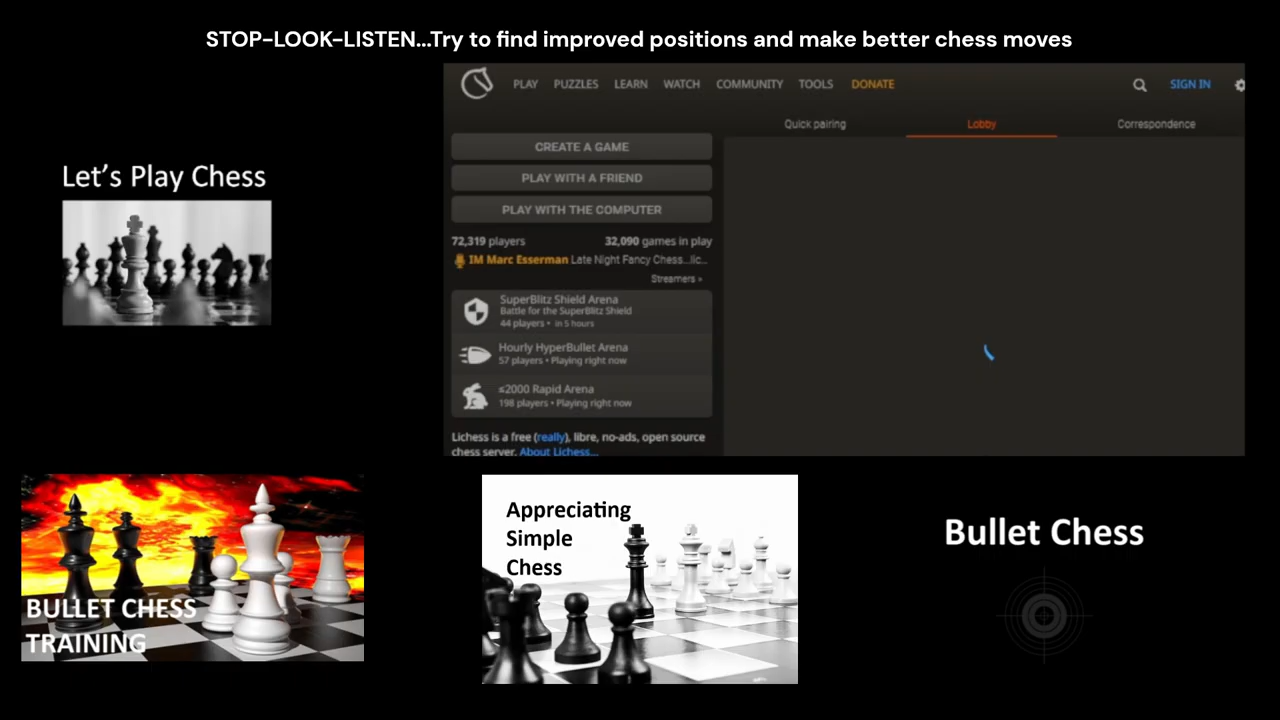 STOP-LOOK-LISTEN...Try to find improved positions and make better chess moves
PLAY PUZZLES LEARN WATCH COMMUNITY TOOLS DONATE SIGN IN
Quick pairing Lobby Correspondence
CREATE A GAME
PLAY WITH A FRIEND
PLAY WITH THE COMPUTER
72,319 players 32,090 games in play
IM Marc Esserman Late Night Fancy Chess...lic...
Streamers »
SuperBlitz Shield Arena
Battle for the SuperBlitz Shield
44 players • in 5 hours
Hourly HyperBullet Arena
57 players • Playing right now
≤2000 Rapid Arena
198 players • Playing right now
Lichess is a free (really), libre, no-ads, open source
chess server. About Lichess...
Let's Play Chess
BULLET CHESS
TRAINING
Appreciating
Simple
Chess
Bullet Chess